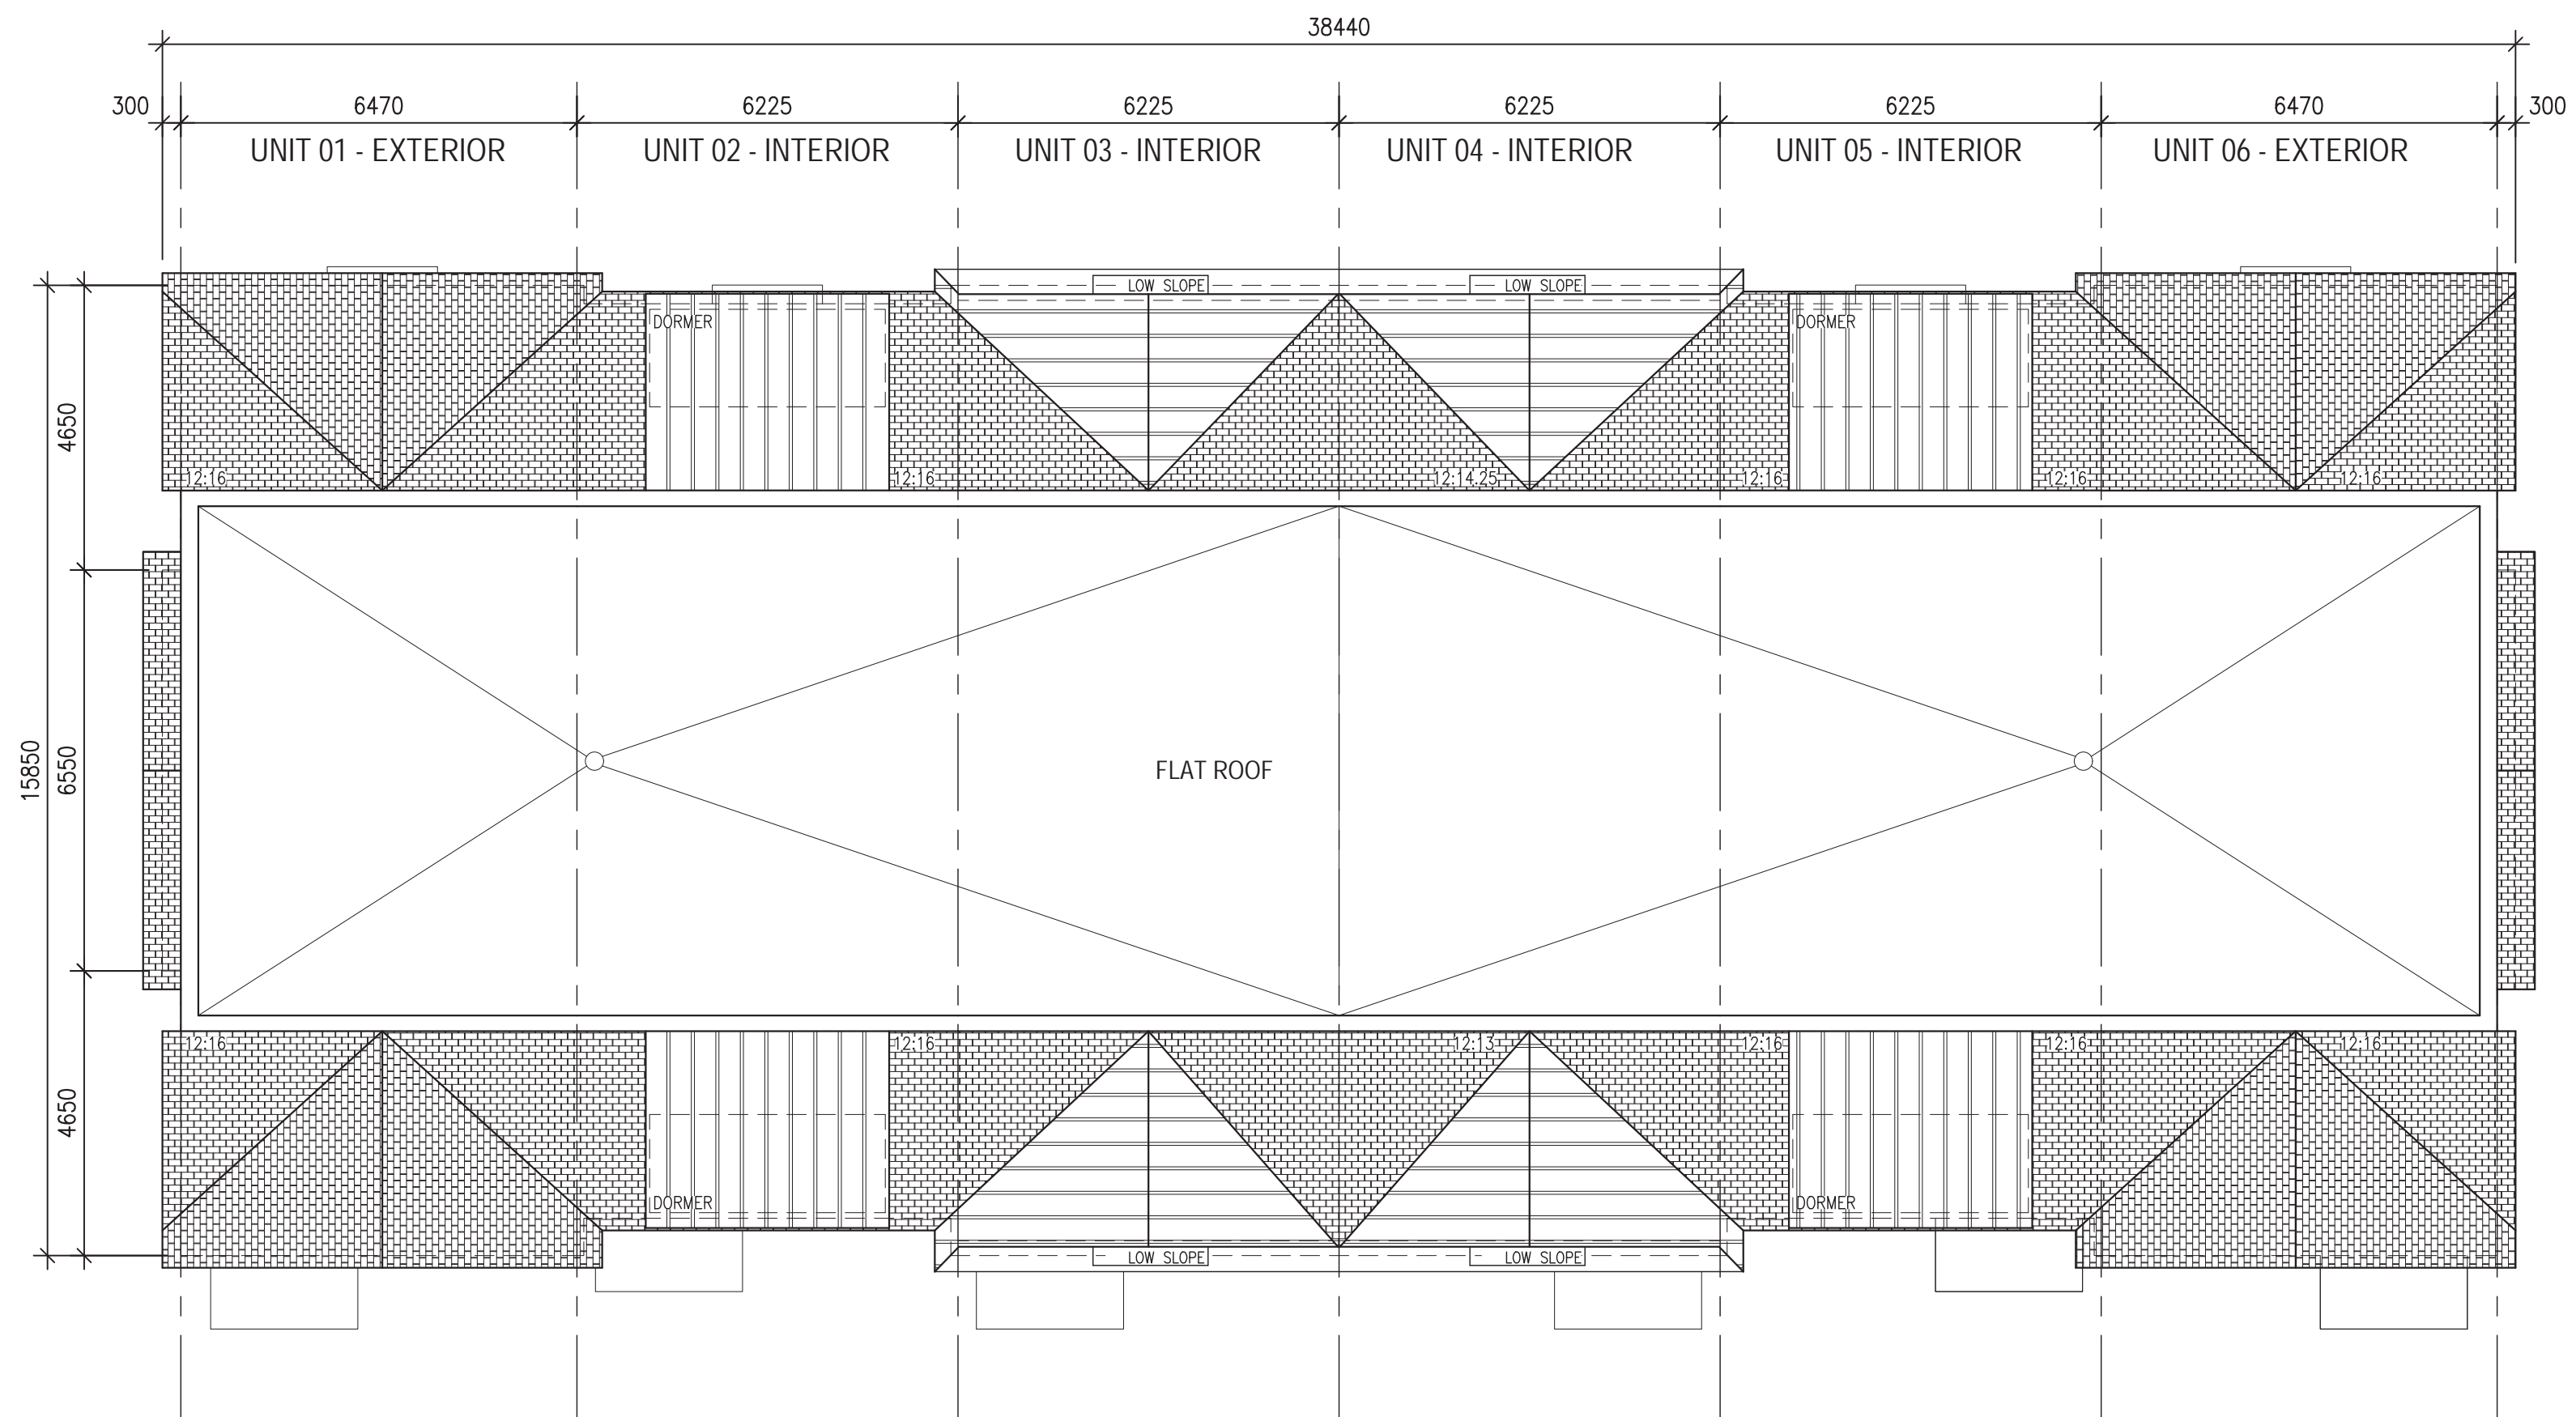 38440
300
6470
6225
6225
6225
6225
6470
300
UNIT 01 - EXTERIOR
UNIT 02 - INTERIOR
UNIT 03 - INTERIOR
UNIT 04 - INTERIOR
UNIT 05 - INTERIOR
UNIT 06 - EXTERIOR
LOW SLOPE
LOW SLOPE
DORMER
DORMER
4650
12:16
12:16
12:14.25
12:16
12:16
12:16
15850
6550
FLAT ROOF
12:16
12:16
12:13
12:16
12:16
12:16
4650
DORMER
DORMER
LOW SLOPE
LOW SLOPE